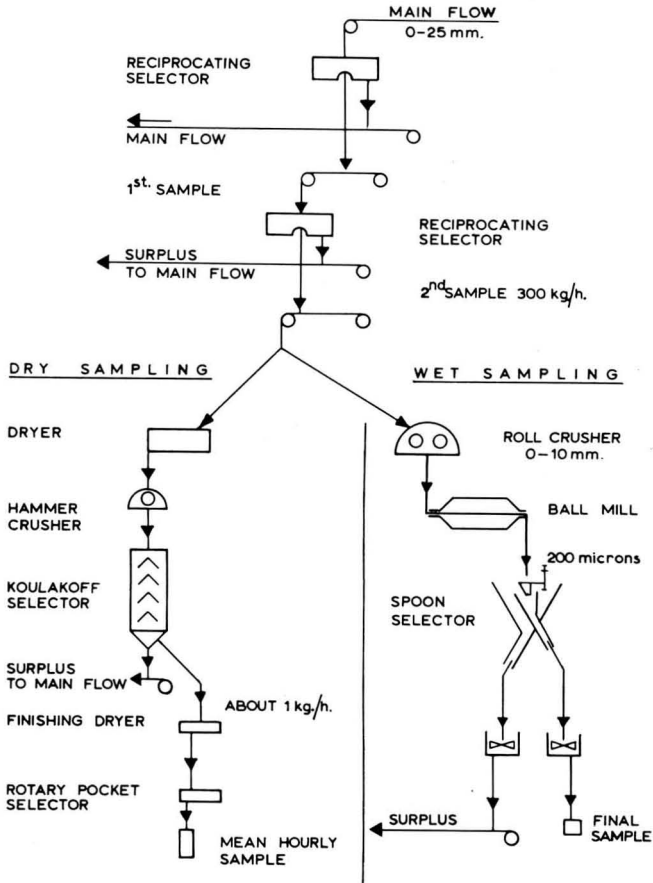 MAIN FLOW
0-25 mm.
RECIPROCATING
SELECTOR
MAIN FLOW
1st. SAMPLE
RECIPROCATING
SELECTOR
SURPLUS
TO MAIN FLOW
2nd SAMPLE 300 kg/h.
DRY SAMPLING
WET SAMPLING
DRYER
ROLL CRUSHER
0-10 mm.
HAMMER
CRUSHER
BALL MILL
200 microns
KOULAKOFF
SELECTOR
SPOON
SELECTOR
SURPLUS
TO MAIN FLOW
ABOUT 1 kg./h.
FINISHING DRYER
ROTARY POCKET
SELECTOR
SURPLUS
FINAL
SAMPLE
MEAN HOURLY
SAMPLE